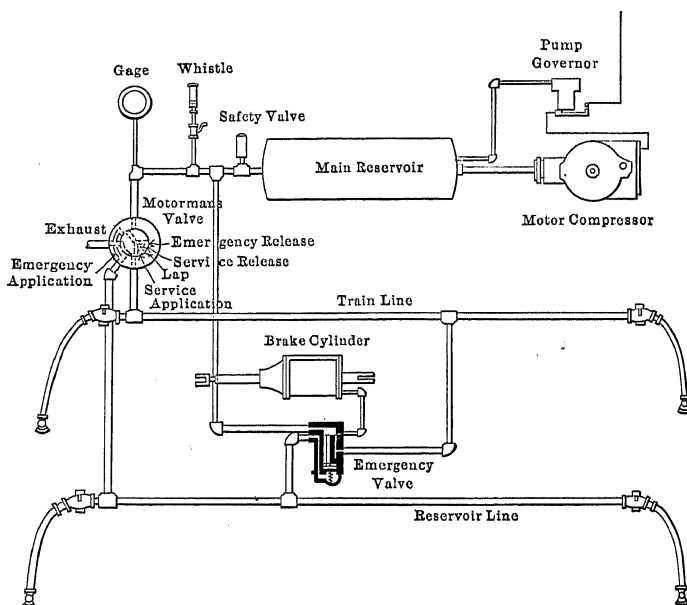 Pump
Governor
Gage
Whistle
Safety Valve
Main Reservoir
Motormans
Valve
Motor Compressor
Exhaust
Emergency Release
Service Release
Emergency
Application
Lap
Service
Application
Train Line
Brake Cylinder
Emergency
Valve
Reservoir Line